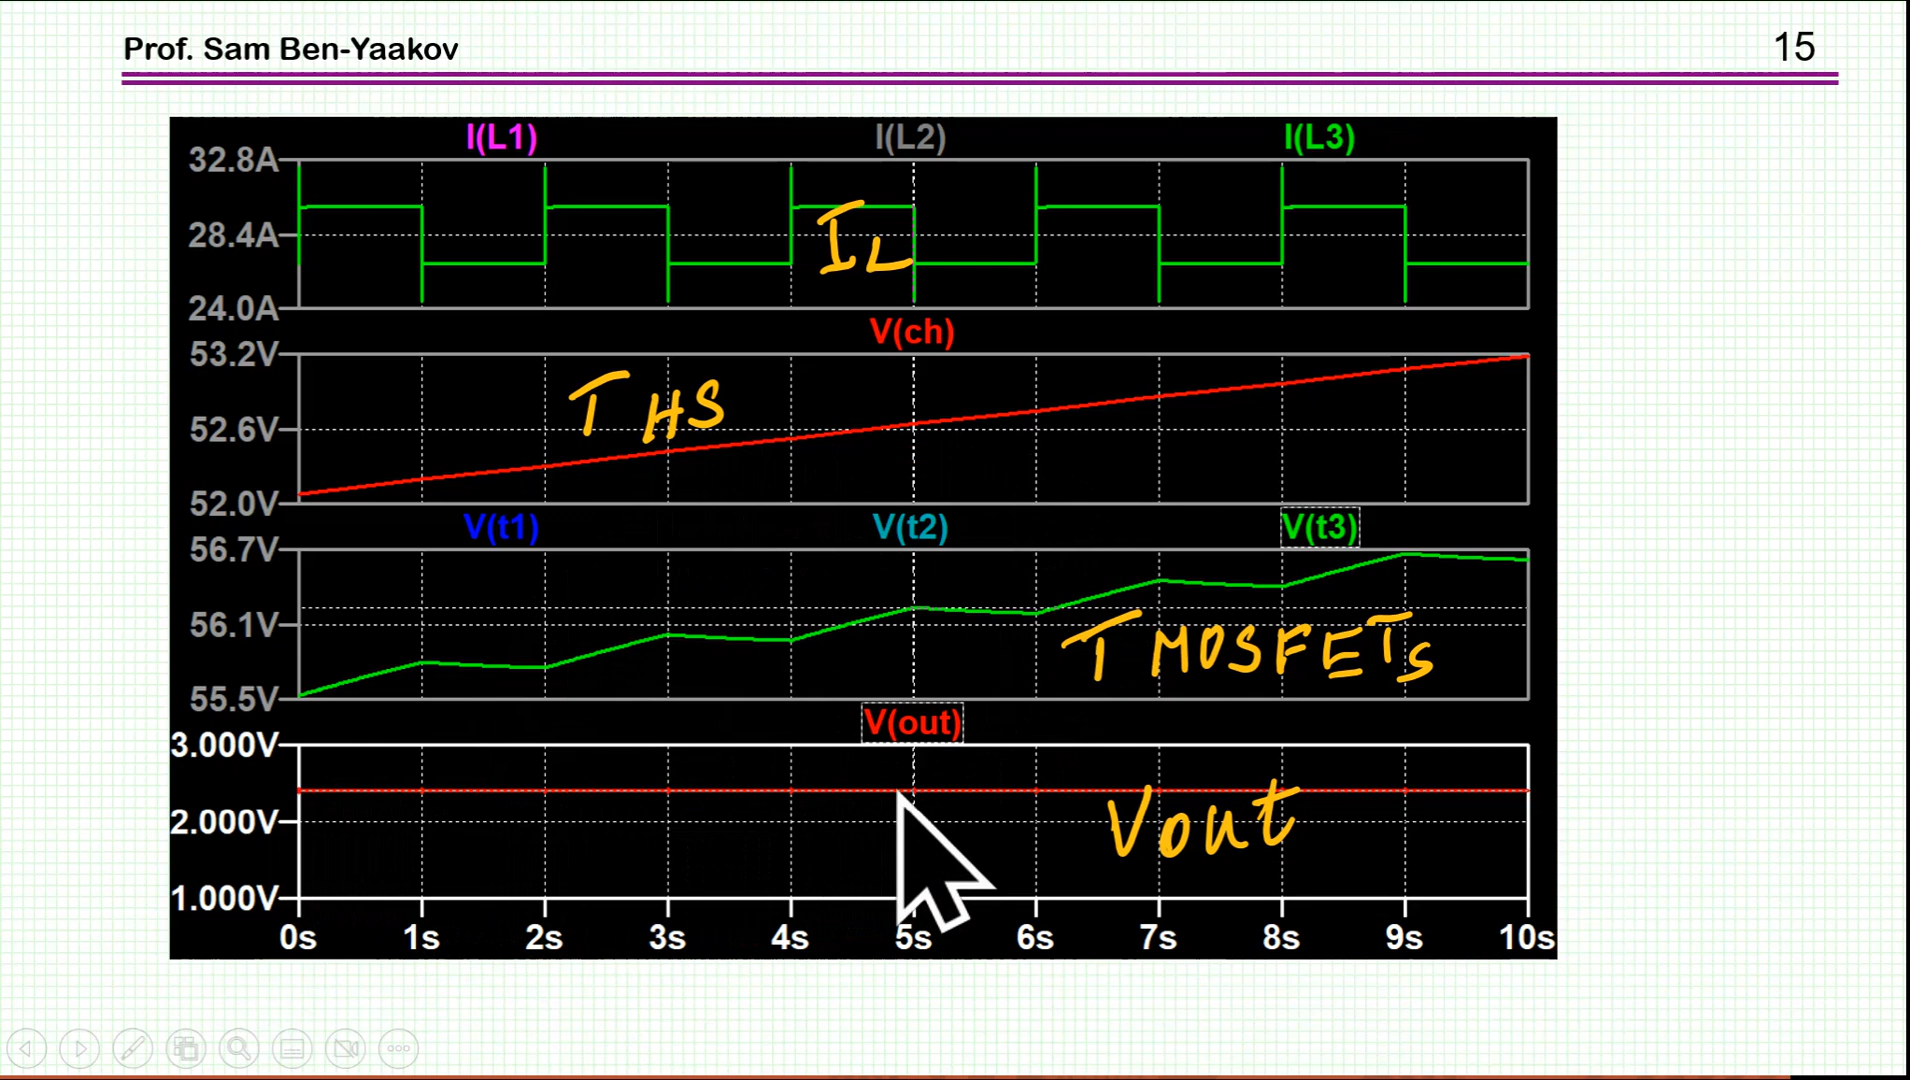 Prof. Sam Ben-Yaakov 15
I(L1) I(L2) I(L3)
32.8A
28.4A
24.0A
IL
V(ch)
53.2V
52.6V
52.0V
THS
V(t1) V(t2) V(t3)
56.7V
56.1V
55.5V
T MOSFETs
V(out)
3.000V
2.000V
1.000V
Vout
0s 1s 2s 3s 4s 5s 6s 7s 8s 9s 10s